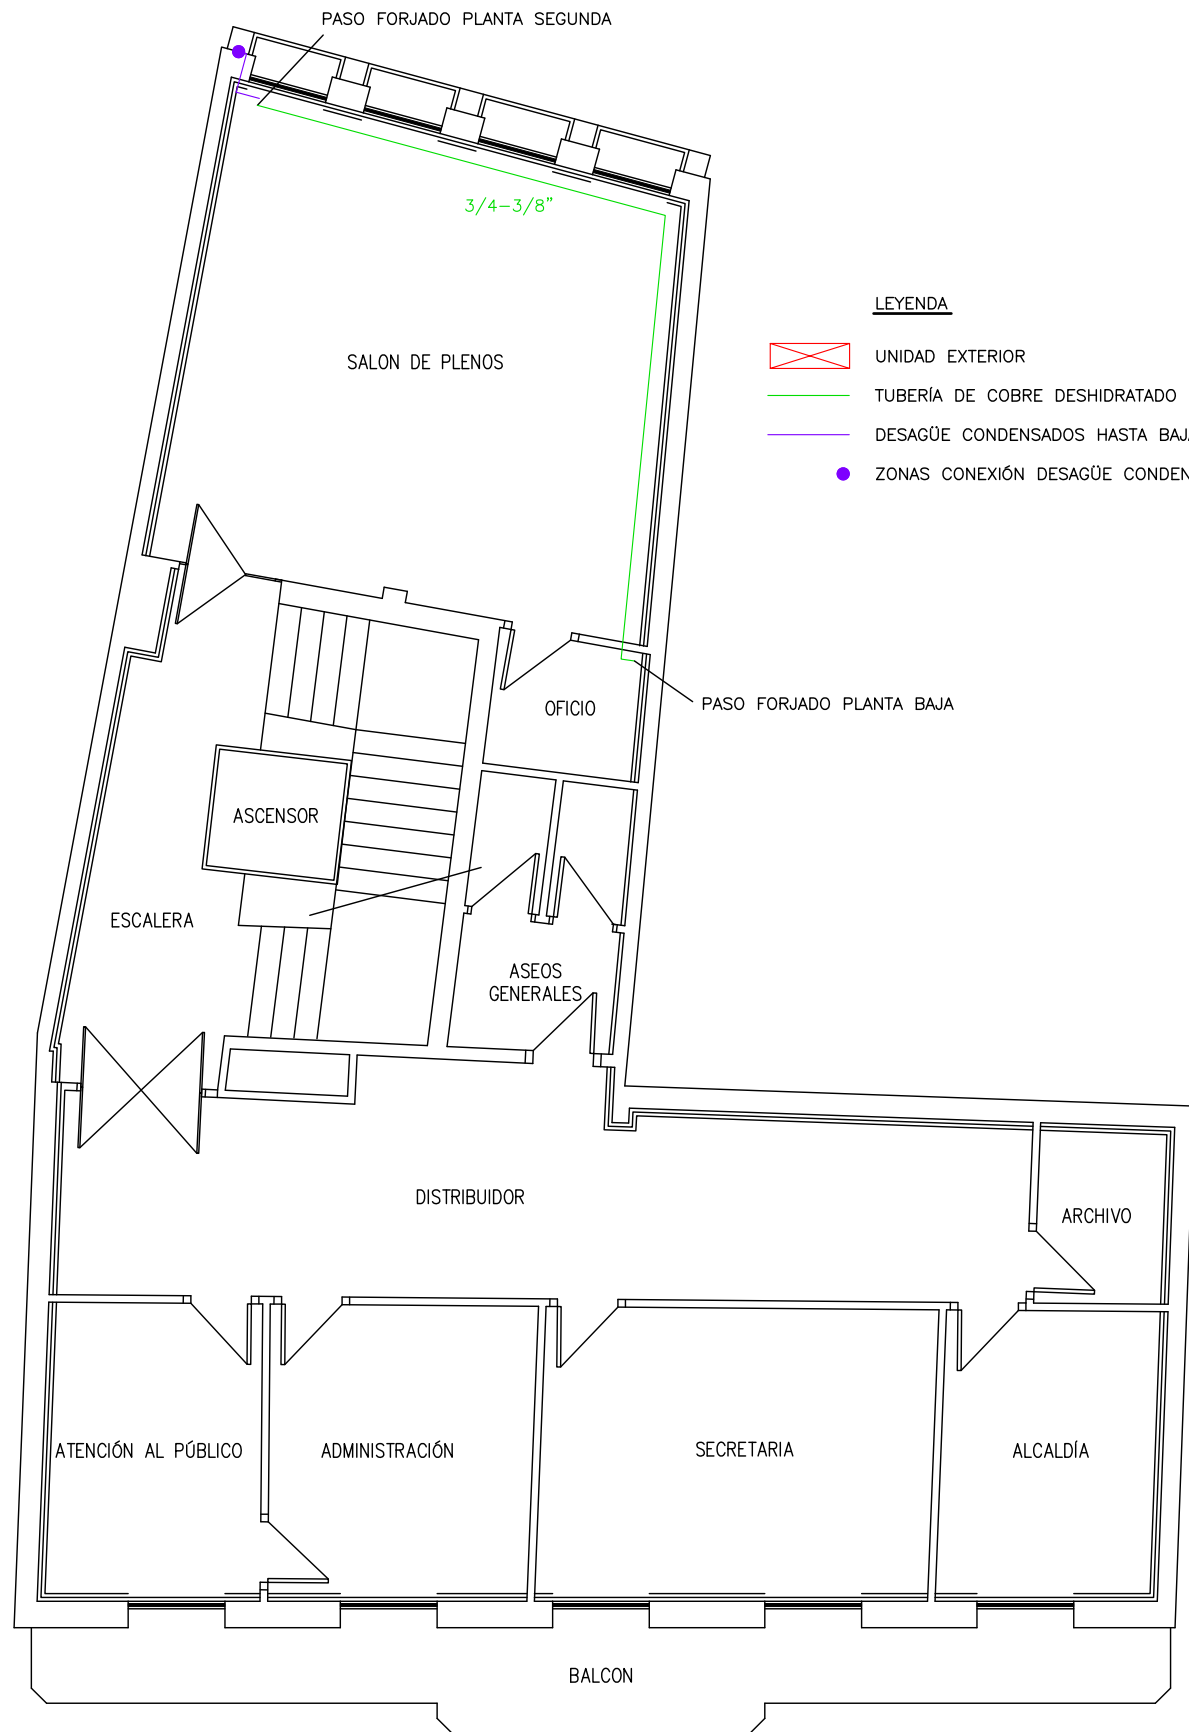 PASO FORJADO PLANTA SEGUNDA
3/4-3/8"
LEYENDA
UNIDAD EXTERIOR
TUBERÍA DE COBRE DESHIDRATADO
DESAGÜE CONDENSADOS HASTA
ZONAS CONEXIÓN DESAGÜE
SALON DE PLENOS
OFICIO
PASO FORJADO PLANTA BAJA
ASCENSOR
ESCALERA
ASEOS
GENERALES
DISTRIBUIDOR
ARCHIVO
ATENCIÓN AL PÚBLICO
ADMINISTRACIÓN
SECRETARIA
ALCALDÍA
BALCON